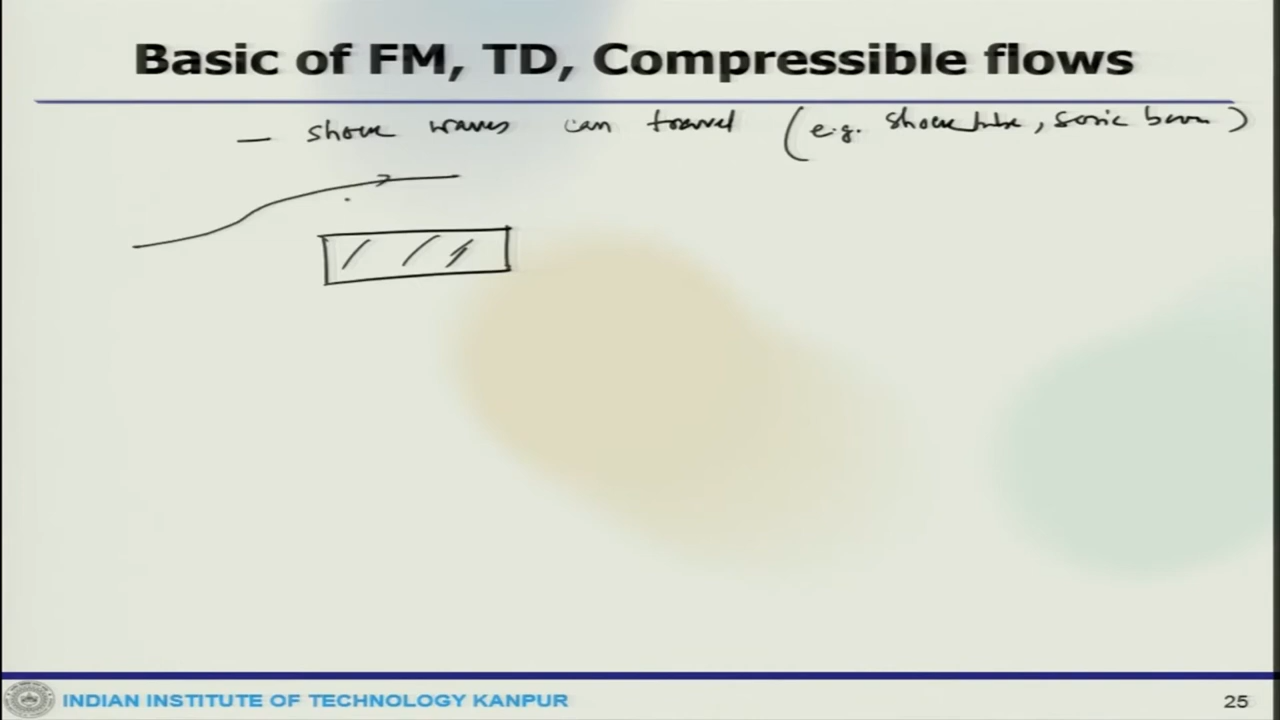 Basic of FM, TD, Compressible flows
— shock waves can travel (e.g. shock tube, sonic boom)
INDIAN INSTITUTE OF TECHNOLOGY KANPUR
25